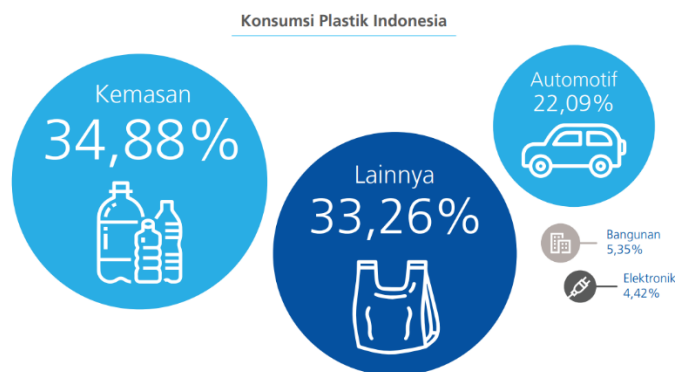 Konsumsi Plastik Indonesia
Kemasan
34,88%
Lainnya
33,26%
Automotif
22,09%
Bangunan
5,35%
Elektronik
4,42%